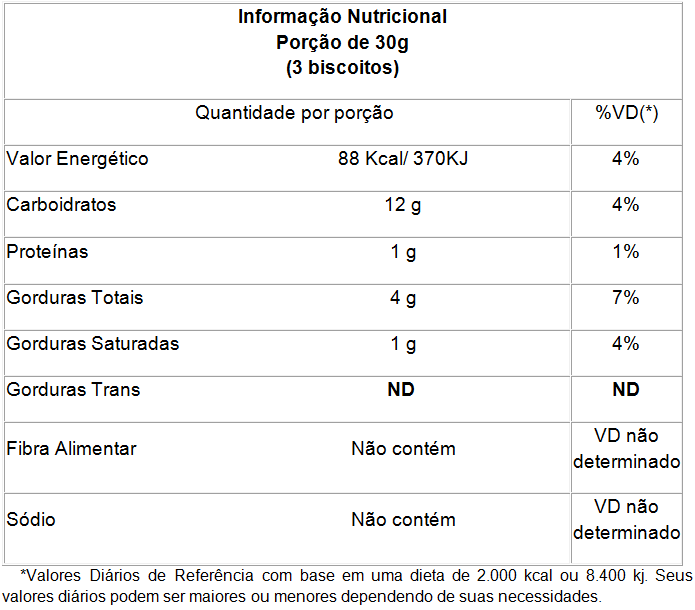 Informação Nutricional
Porção de 30g
(3 biscoitos)
Quantidade por porção %VD(*)
Valor Energético 88 Kcal/ 370KJ 4%
Carboidratos 12 g 4%
Proteínas 1 g 1%
Gorduras Totais 4 g 7%
Gorduras Saturadas 1 g 4%
Gorduras Trans ND ND
Fibra Alimentar Não contém VD não
determinado
Sódio Não contém VD não
determinado
*Valores Diários de Referência com base em uma dieta de 2.000 kcal ou 8.400 kj. Seus
valores diários podem ser maiores ou menores dependendo de suas necessidades.